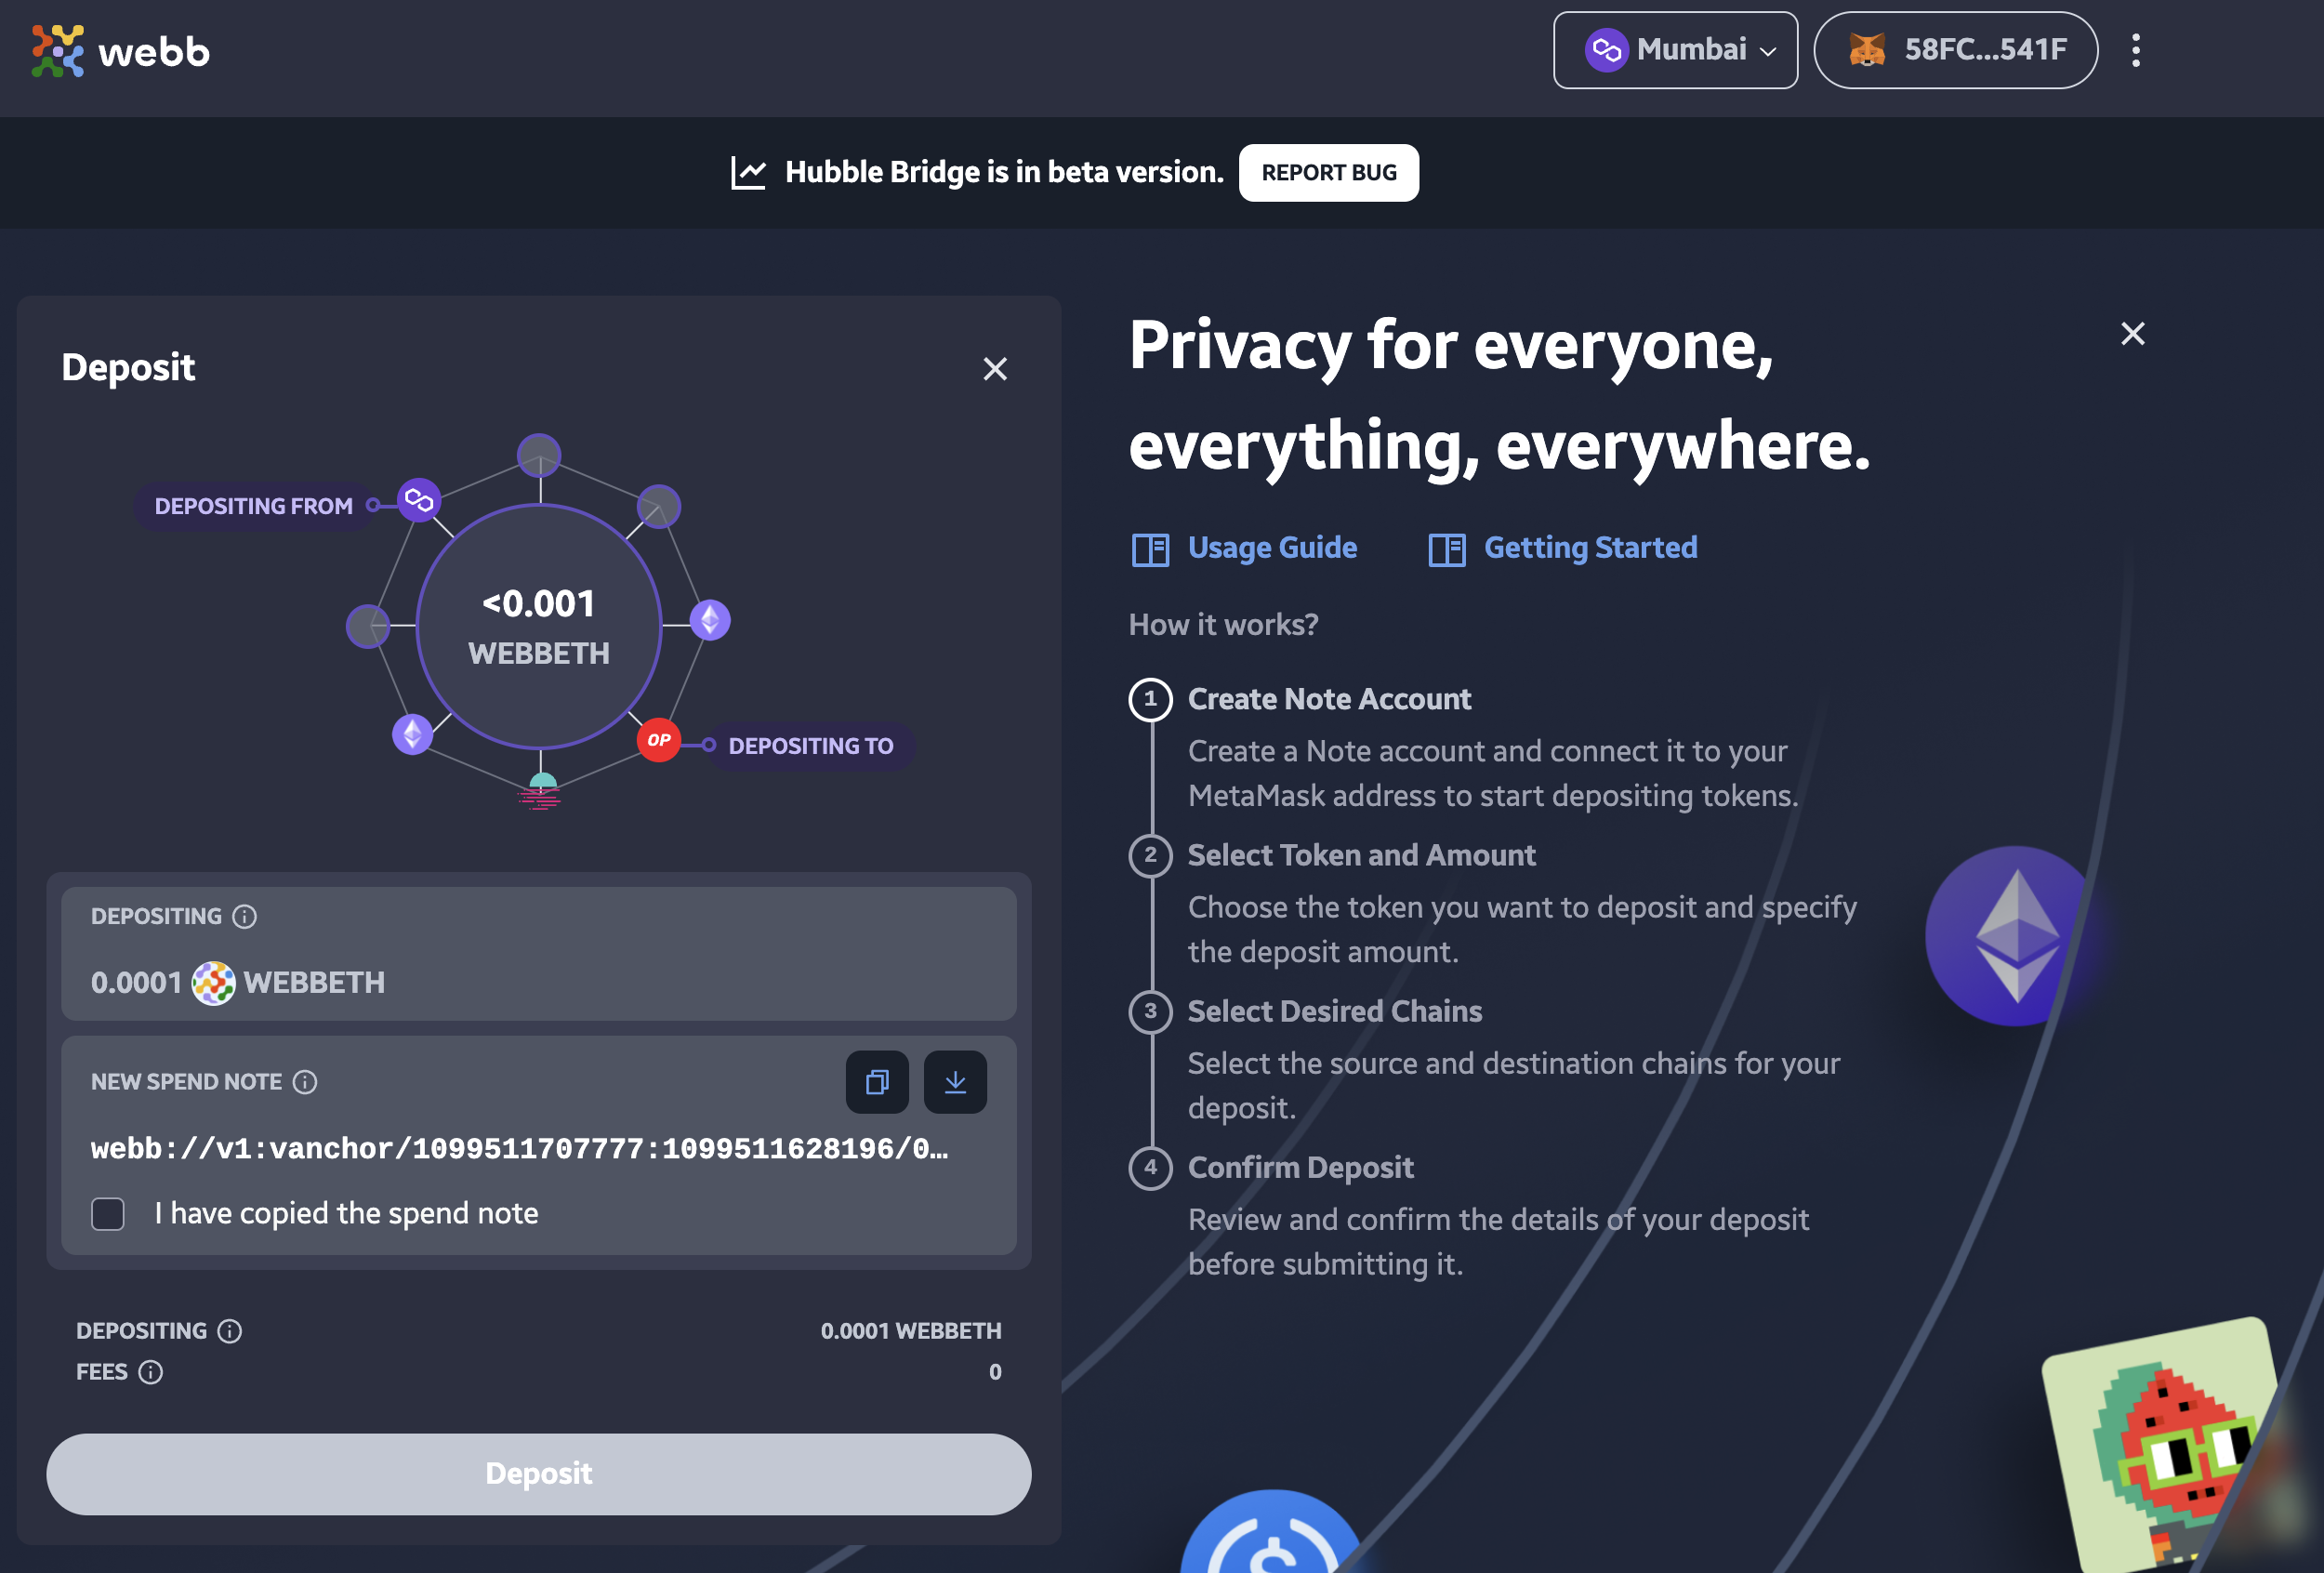 webb
Mumbai
58FC...541F
Hubble Bridge is in beta version.
REPORT BUG
Deposit
DEPOSITING FROM
<0.001
WEBBETH
OP
DEPOSITING TO
DEPOSITING
0.0001 WEBBETH
NEW SPEND NOTE
webb://v1:vanchor/1099511707777:1099511628196/0…
I have copied the spend note
DEPOSITING
0.0001 WEBBETH
FEES
0
Deposit
Privacy for everyone,
everything, everywhere.
Usage Guide
Getting Started
How it works?
1 Create Note Account
Create a Note account and connect it to your
MetaMask address to start depositing tokens.
2 Select Token and Amount
Choose the token you want to deposit and specify
the deposit amount.
3 Select Desired Chains
Select the source and destination chains for your
deposit.
4 Confirm Deposit
Review and confirm the details of your deposit
before submitting it.